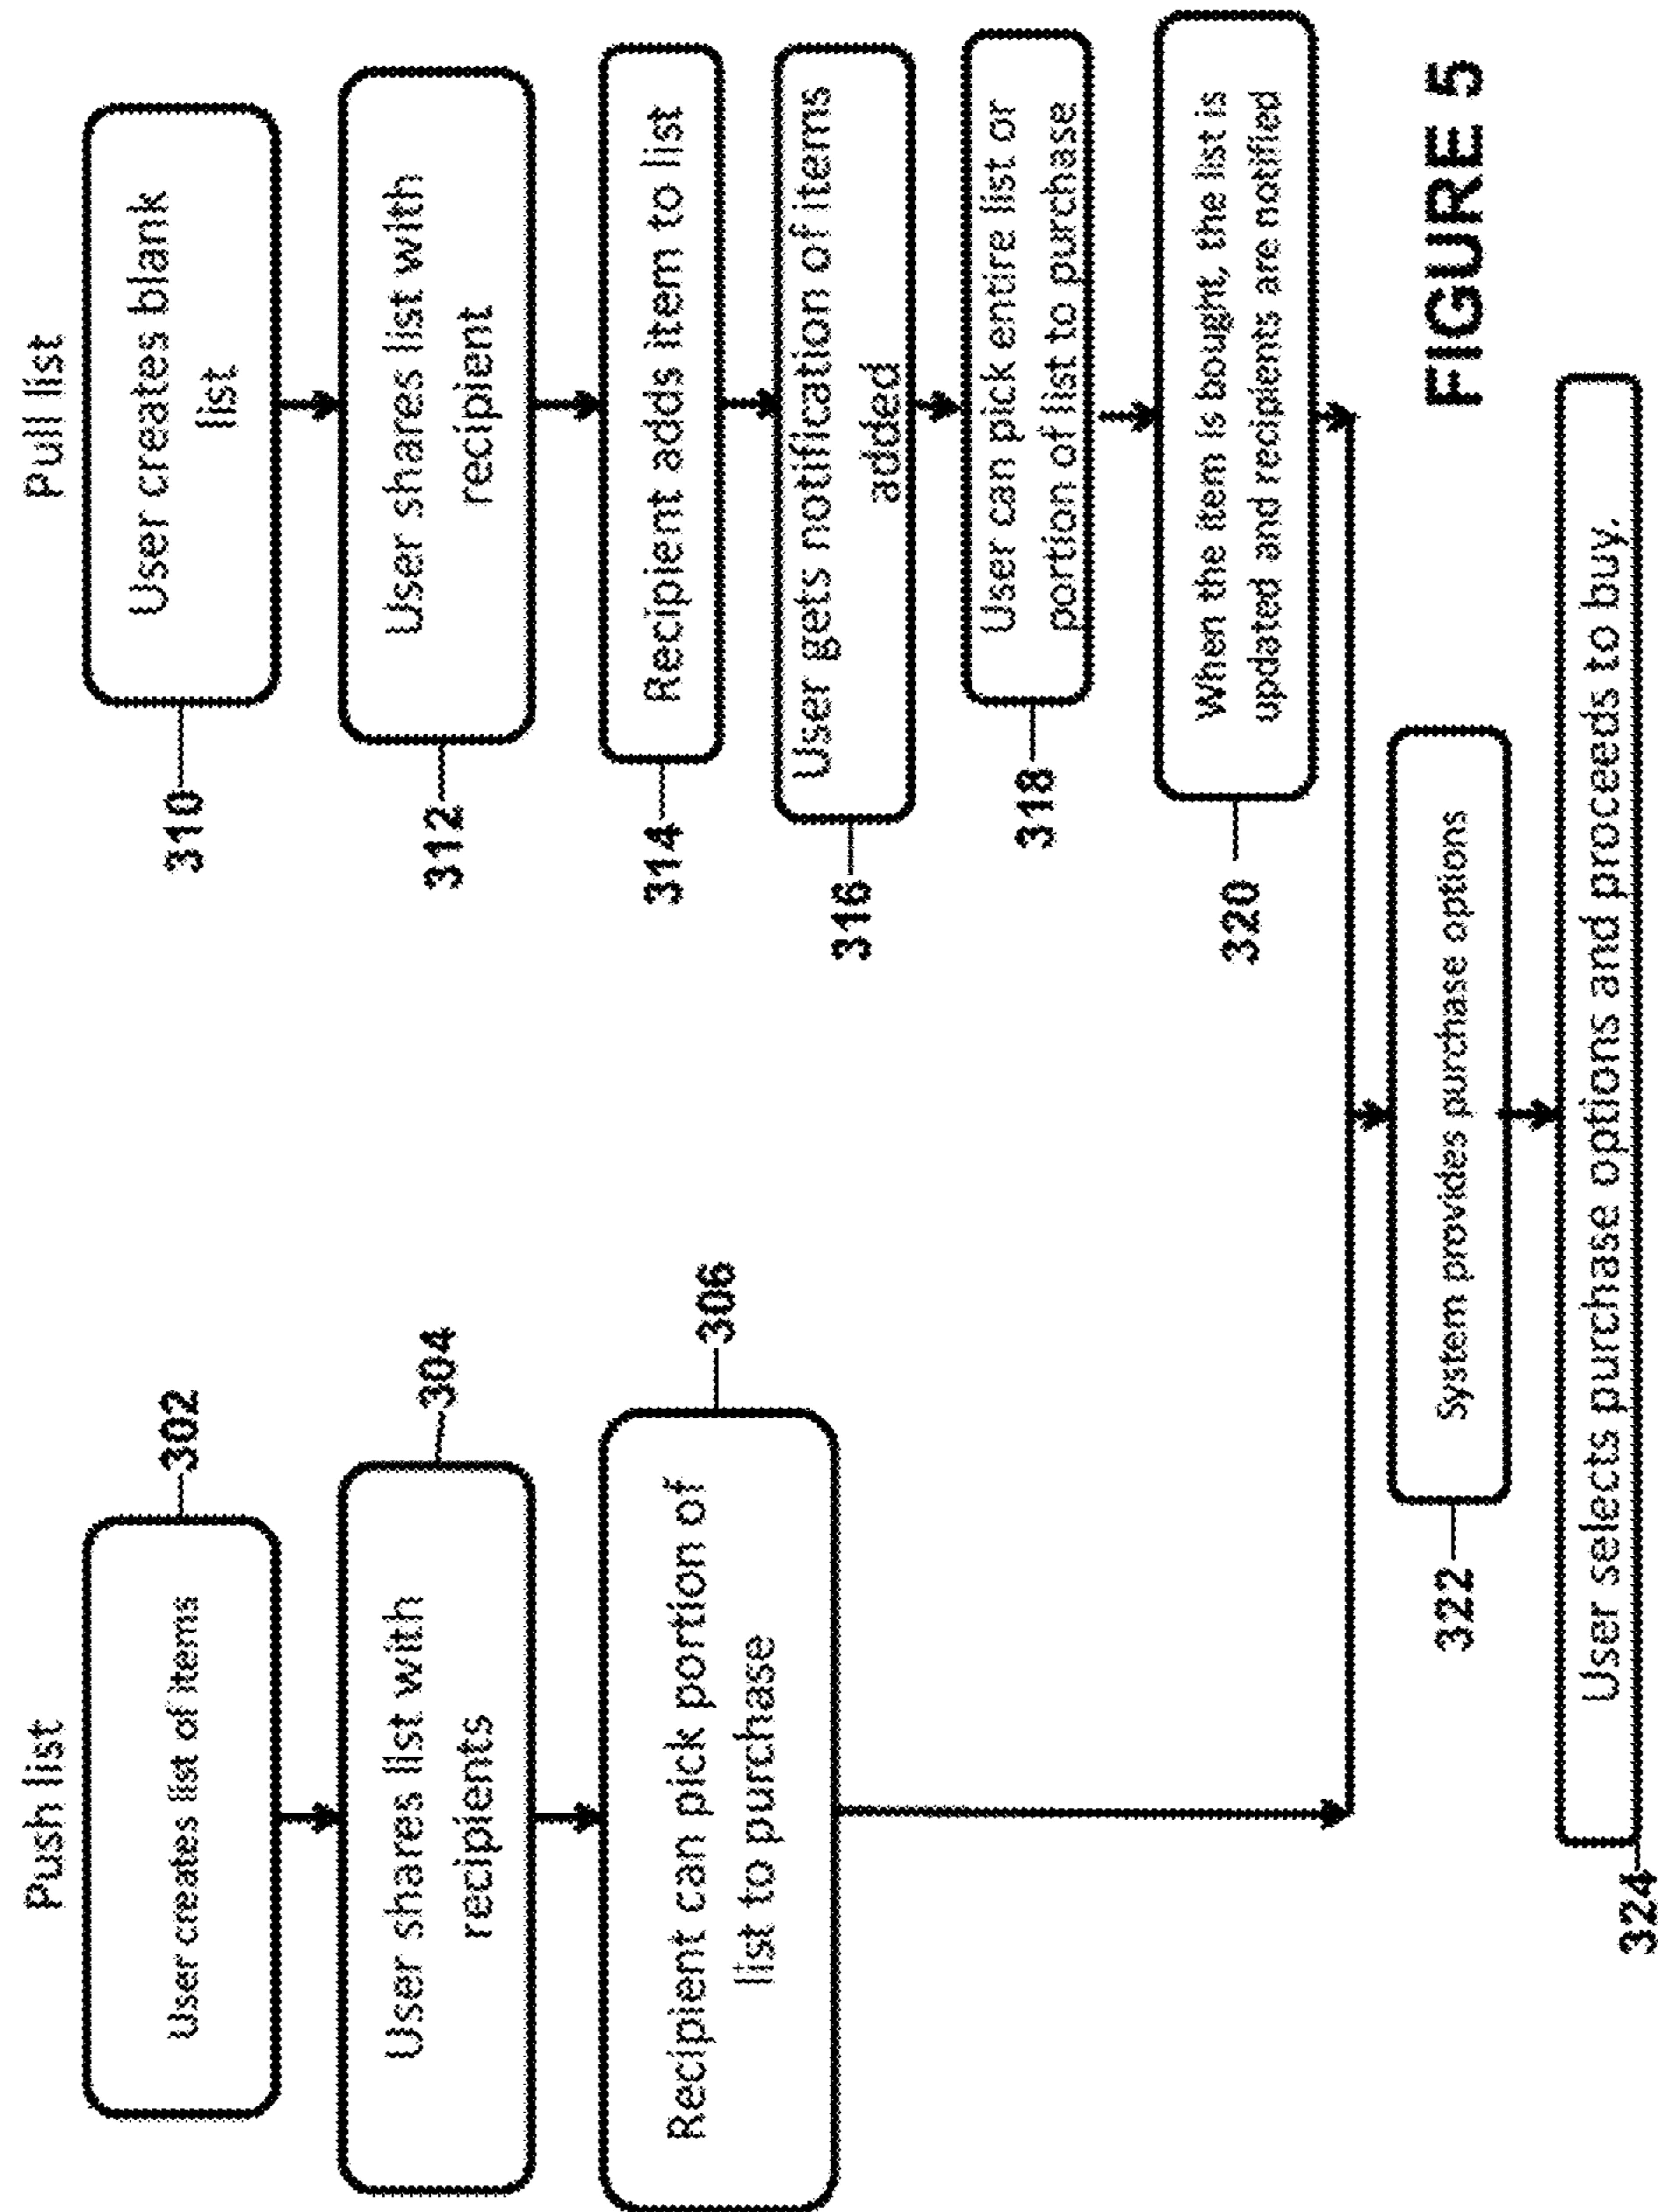 Push list
User creates list of items
302
User shares list with
recipients
304
Recipient can pick portion of
list to purchase
306
Pull list
User creates blank
list
310
User shares list with
recipient
312
Recipient adds item to list
314
User gets notification of items
added
316
User can pick entire list or
portion of list to purchase
318
When the item is bought, the list is
updated and recipients are notified
320
System provides purchase options
322
User selects purchase options and proceeds to buy.
324
FIGURE 5